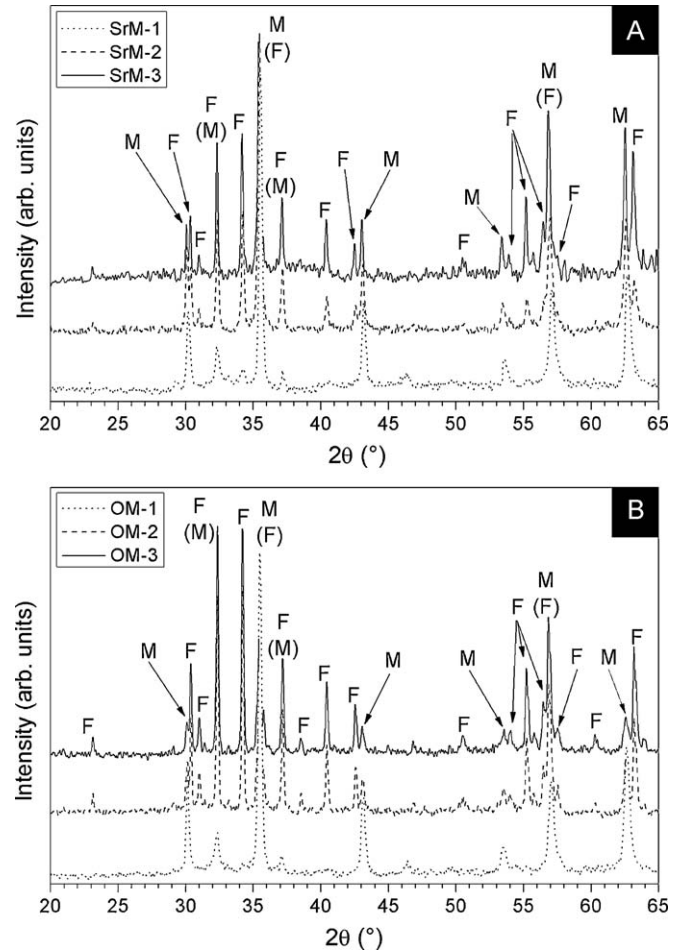 SrM-1
SrM-2
SrM-3
A
M
(F)
F
(M)
F
M
F
F
F
(M)
F
F
M
M
F
M
(F)
F
F
M
F
Intensity (arb. units)
20 25 30 35 40 45 50 55 60 65
2θ (°)
OM-1
OM-2
OM-3
B
F
(M)
F
M
(F)
F
M
F
F
F
(M)
F
F
F
M
F
M
F
M
(F)
F
M
F
F
Intensity (arb. units)
20 25 30 35 40 45 50 55 60 65
2θ (°)